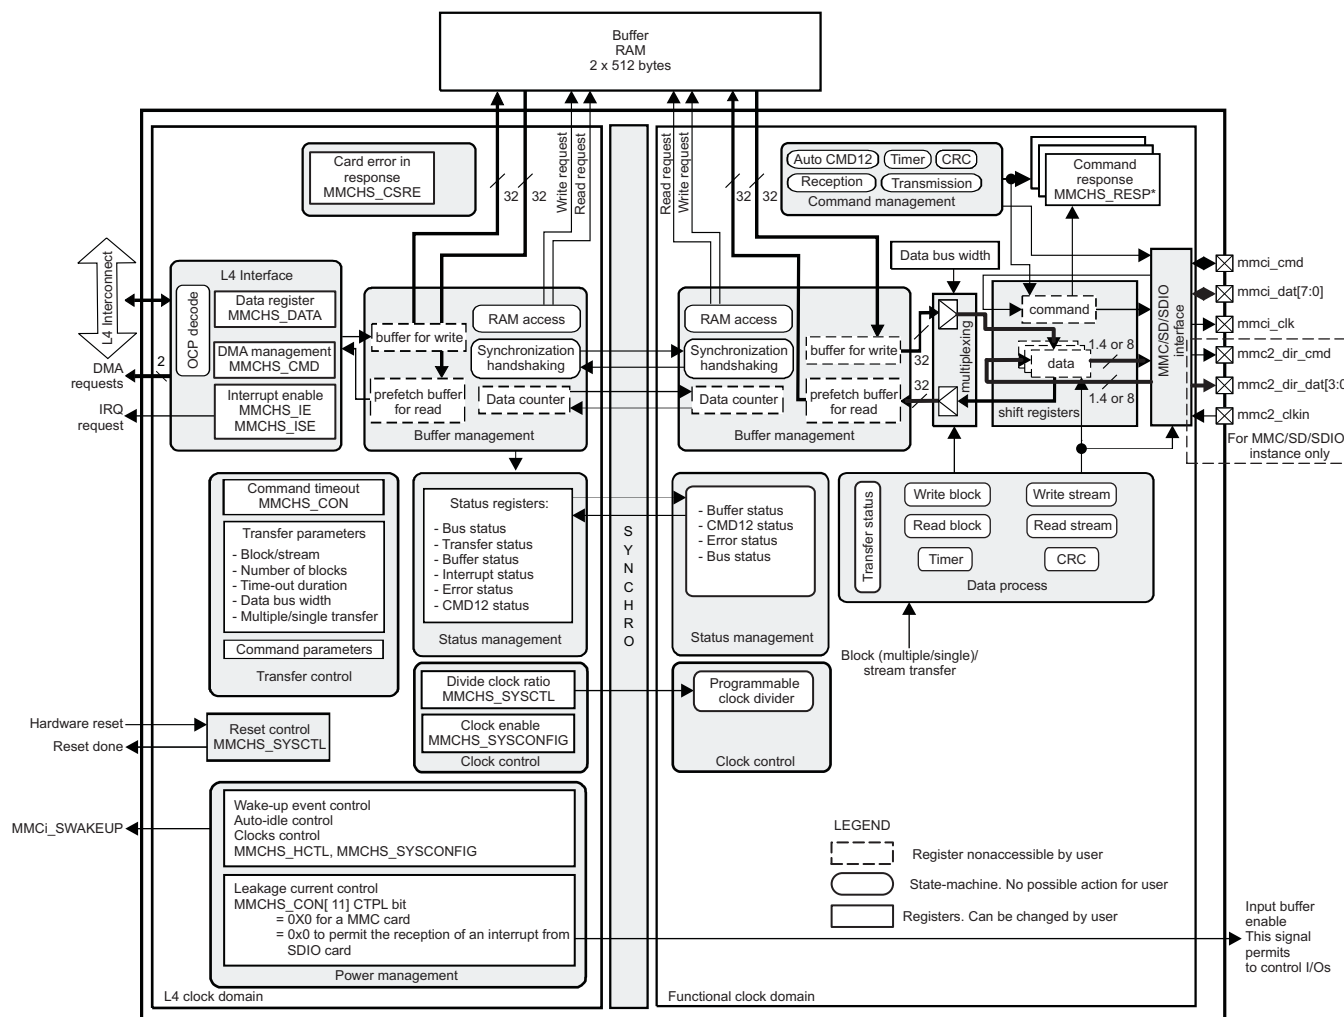 Buffer
RAM
2 x 512 bytes
Write request
Read request
Read request
Write request
32
32
32
32
Card error in
response
MMCHS_CSRE
Auto CMD12
Timer
CRC
Reception
Transmission
Command management
Command
response
MMCHS_RESP*
L4 Interconnect
L4 Interface
OCP decode
Data register
MMCHS_DATA
DMA management
MMCHS_CMD
Interrupt enable
MMCHS_IE
MMCHS_ISE
2
DMA
requests
IRQ
request
buffer for write
prefetch buffer
for read
RAM access
Synchronization
handshaking
Data counter
Buffer management
RAM access
Synchronization
handshaking
Data counter
buffer for write
prefetch buffer
for read
Buffer management
Data bus width
32
32
multiplexing
command
data
1.4 or 8
1.4 or 8
shift registers
MMC/SD/SDIO
interface
mmci_cmd
mmci_dat[7:0]
mmci_clk
mmc2_dir_cmd
mmc2_dir_dat[3:0
mmc2_clkin
For MMC/SD/SDIO
instance only
Command timeout
MMCHS_CON
Transfer parameters
- Block/stream
- Number of blocks
- Time-out duration
- Data bus width
- Multiple/single transfer
Command parameters
Transfer control
Status registers:
- Bus status
- Transfer status
- Buffer status
- Interrupt status
- Error status
- CMD12 status
Status management
S
Y
N
C
H
R
O
- Buffer status
- CMD12 status
- Error status
- Bus status
Status management
Transfer status
Write block
Write stream
Read block
Read stream
Timer
CRC
Data process
Block (multiple/single)/
stream transfer
Divide clock ratio
MMCHS_SYSCTL
Clock enable
MMCHS_SYSCONFIG
Clock control
Programmable
clock divider
Clock control
Hardware reset
Reset done
Reset control
MMCHS_SYSCTL
MMCi_SWAKEUP
Wake-up event control
Auto-idle control
Clocks control
MMCHS_HCTL, MMCHS_SYSCONFIG
Leakage current control
MMCHS_CON[ 11] CTPL bit
= 0X0 for a MMC card
= 0x0 to permit the reception of an interrupt from
SDIO card
Power management
LEGEND
Register nonaccessible by user
State-machine. No possible action for user
Registers. Can be changed by user
Input buffer
enable
This signal
permits
to control I/Os
L4 clock domain
Functional clock domain